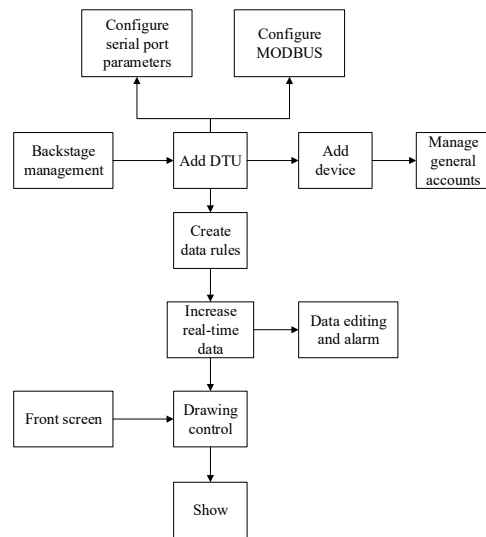 Configure
serial port
parameters
Configure
MODBUS
Backstage
management
Add DTU
Add
device
Manage
general
accounts
Create
data rules
Increase
real-time
data
Data editing
and alarm
Front screen
Drawing
control
Show